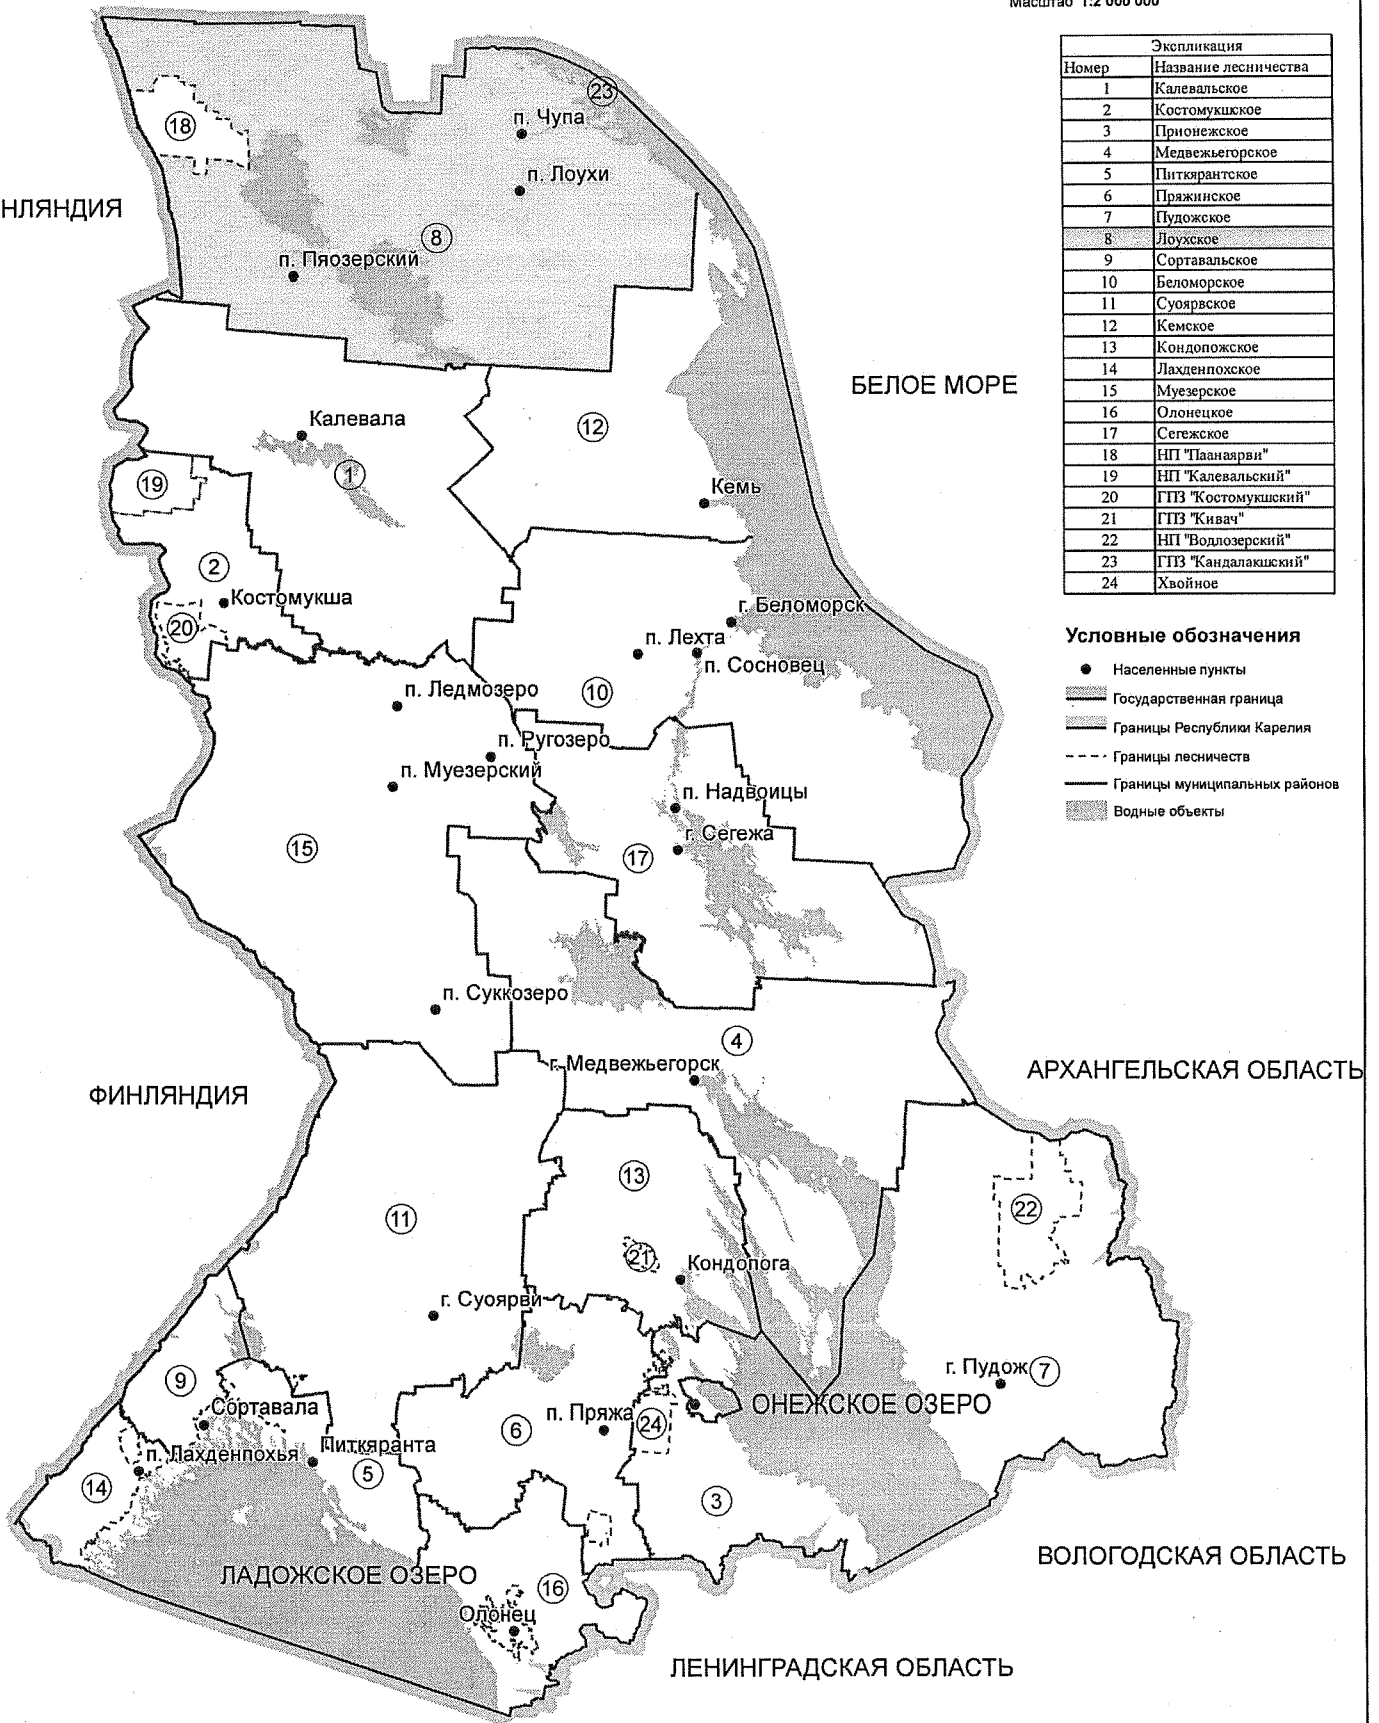 Масштаб 1:2 000 000
Экспликация
Номер Название лесничества
1 Калевальское
2 Костомукшское
3 Прионежское
4 Медвежьегорское
5 Питкярантское
6 Пряжинское
7 Пудожское
8 Лоухское
9 Сортавальское
10 Беломорское
11 Суоярвское
12 Кемское
13 Кондопожское
14 Лахденпохское
15 Муезерское
16 Олонецкое
17 Сегежское
18 НП "Паанаярви"
19 НП "Калевальский"
20 ГПЗ "Костомукшский"
21 ГПЗ "Кивач"
22 НП "Водлозерский"
23 ГПЗ "Кандалакшский"
24 Хвойное
Условные обозначения
Населенные пункты
Государственная граница
Границы Республики Карелия
Границы лесничеств
Границы муниципальных районов
Водные объекты
23
п. Чупа
18
п. Лоухи
НЛЯНДИЯ
8
п. Пяозерский
БЕЛОЕ МОРЕ
Калевала
12
1
19
Кемь
2
Костомукша
г. Беломорск
20
п. Лехта
п. Сосновец
п. Ледмозеро
10
п. Ругозеро
п. Муезерский
п. Надвоицы
г. Сегежа
15
17
п. Суккозеро
4
г. Медвежьегорск
АРХАНГЕЛЬСКАЯ ОБЛАСТЬ
ФИНЛЯНДИЯ
13
22
11
21
Кондопога
г. Суоярви
г. Пудож
7
9
Сортавала
ОНЕЖСКОЕ ОЗЕРО
п. Пряжа
24
6
Питкяранта
п. Лахденпохья
5
14
3
ВОЛОГОДСКАЯ ОБЛАСТЬ
ЛАДОЖСКОЕ ОЗЕРО
16
Олонец
ЛЕНИНГРАДСКАЯ ОБЛАСТЬ